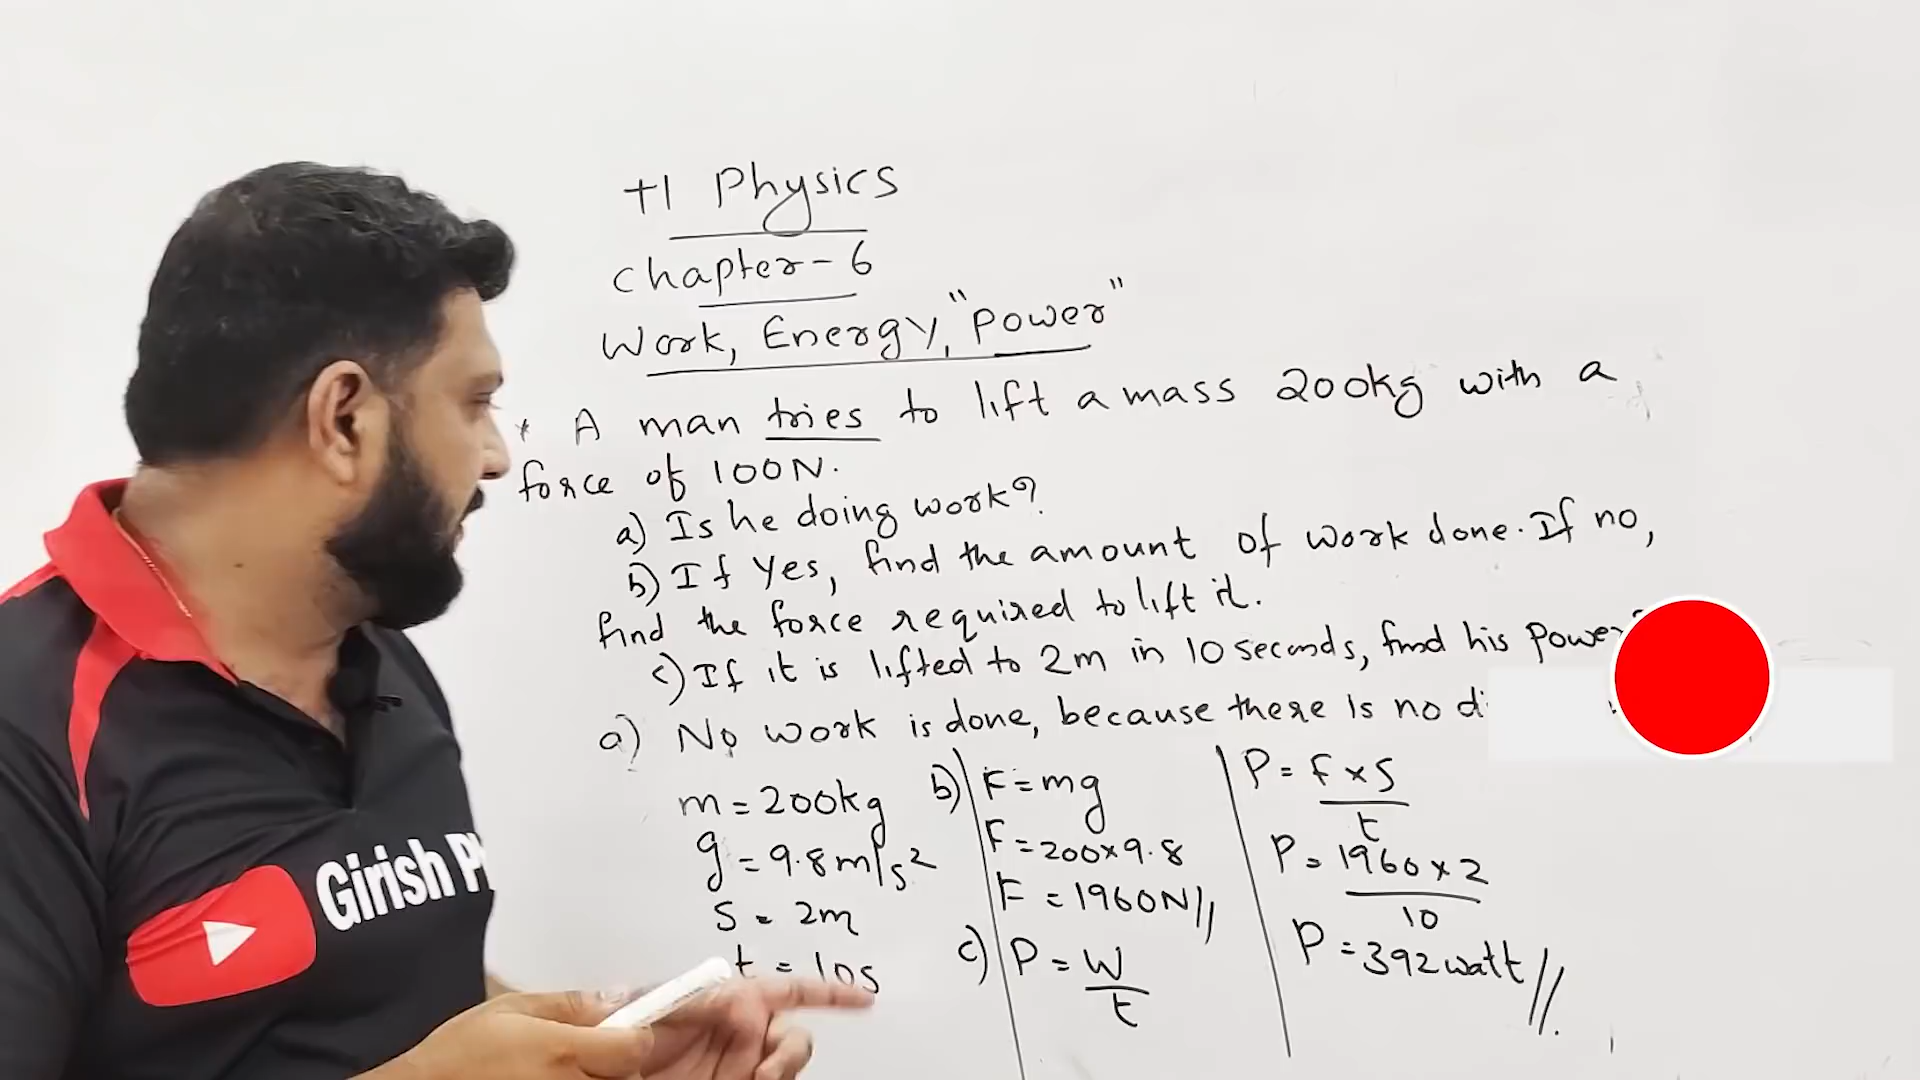 +1 Physics
Chapter-6
Work, Energy, "Power"
* A man tries to lift a mass 200kg with a
force of 100N.
a) Is he doing work?
b) If Yes, find the amount of work done. If no,
find the force required to lift it.
c) If it is lifted to 2m in 10 seconds, find his Power
a) No work is done, because there is no
m = 200kg
g = 9.8m/s²
S = 2m
t = 10s
b) F = mg
F = 200×9.8
F = 1960N//
c) P = W/t
P = F×S/t
P = 1960×2/10
P = 392watt//
Girish